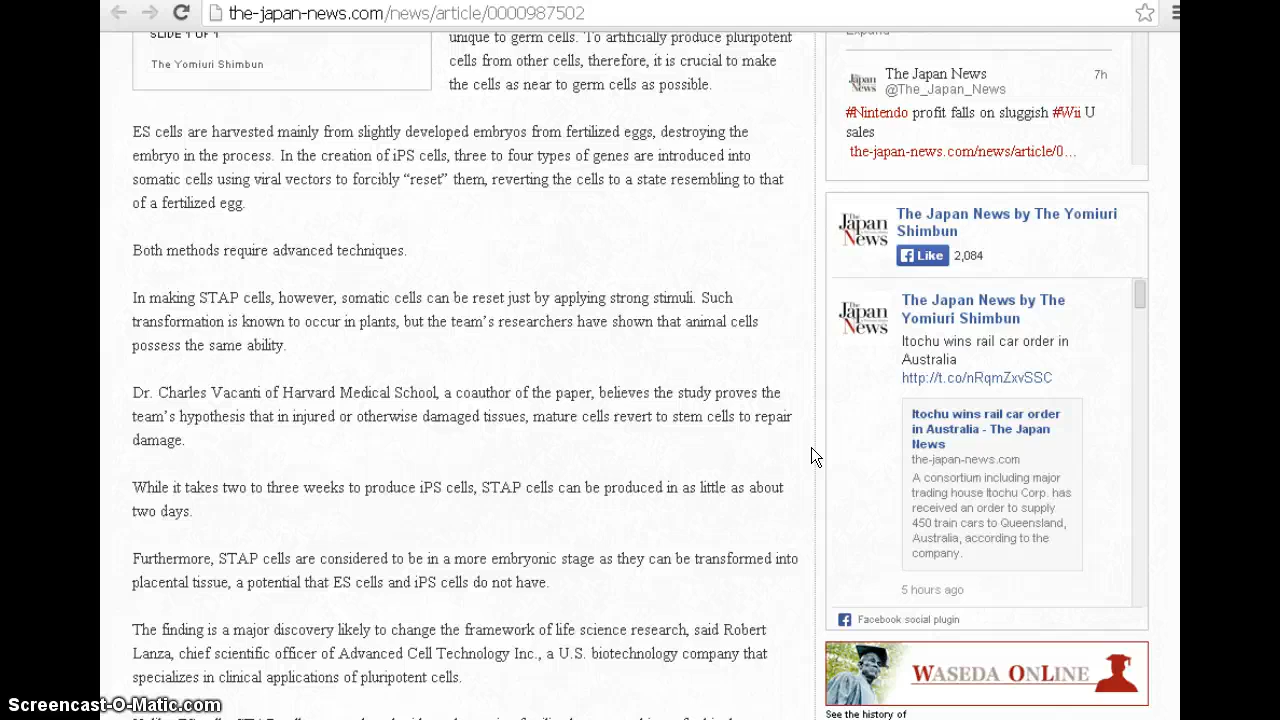 the-japan-news.com/news/article/0000987502
SLIDE 1 OF 1
The Yomiuri Shimbun
unique to germ cells. To artificially produce pluripotent
cells from other cells, therefore, it is crucial to make
the cells as near to germ cells as possible.
ES cells are harvested mainly from slightly developed embryos from fertilized eggs, destroying the
embryo in the process. In the creation of iPS cells, three to four types of genes are introduced into
somatic cells using viral vectors to forcibly “reset” them, reverting the cells to a state resembling to that
of a fertilized egg.
Both methods require advanced techniques.
In making STAP cells, however, somatic cells can be reset just by applying strong stimuli. Such
transformation is known to occur in plants, but the team’s researchers have shown that animal cells
possess the same ability.
Dr. Charles Vacanti of Harvard Medical School, a coauthor of the paper, believes the study proves the
team’s hypothesis that in injured or otherwise damaged tissues, mature cells revert to stem cells to repair
damage.
While it takes two to three weeks to produce iPS cells, STAP cells can be produced in as little as about
two days.
Furthermore, STAP cells are considered to be in a more embryonic stage as they can be transformed into
placental tissue, a potential that ES cells and iPS cells do not have.
The finding is a major discovery likely to change the framework of life science research, said Robert
Lanza, chief scientific officer of Advanced Cell Technology Inc., a U.S. biotechnology company that
specializes in clinical applications of pluripotent cells.
Expand
The Japan News
7h
@The_Japan_News
#Nintendo profit falls on sluggish #Wii U
sales
the-japan-news.com/news/article/0…
The Japan News
The Japan News by The Yomiuri
Shimbun
Like 2,084
The Japan News
The Japan News by The
Yomiuri Shimbun
Itochu wins rail car order in
Australia
http://t.co/nRqmZxvSSC
Itochu wins rail car order
in Australia - The Japan
News
the-japan-news.com
A consortium including major
trading house Itochu Corp. has
received an order to supply
450 train cars to Queensland,
Australia, according to the
company.
5 hours ago
Facebook social plugin
WASEDA ONLINE
See the history of
Screencast-O-Matic.com